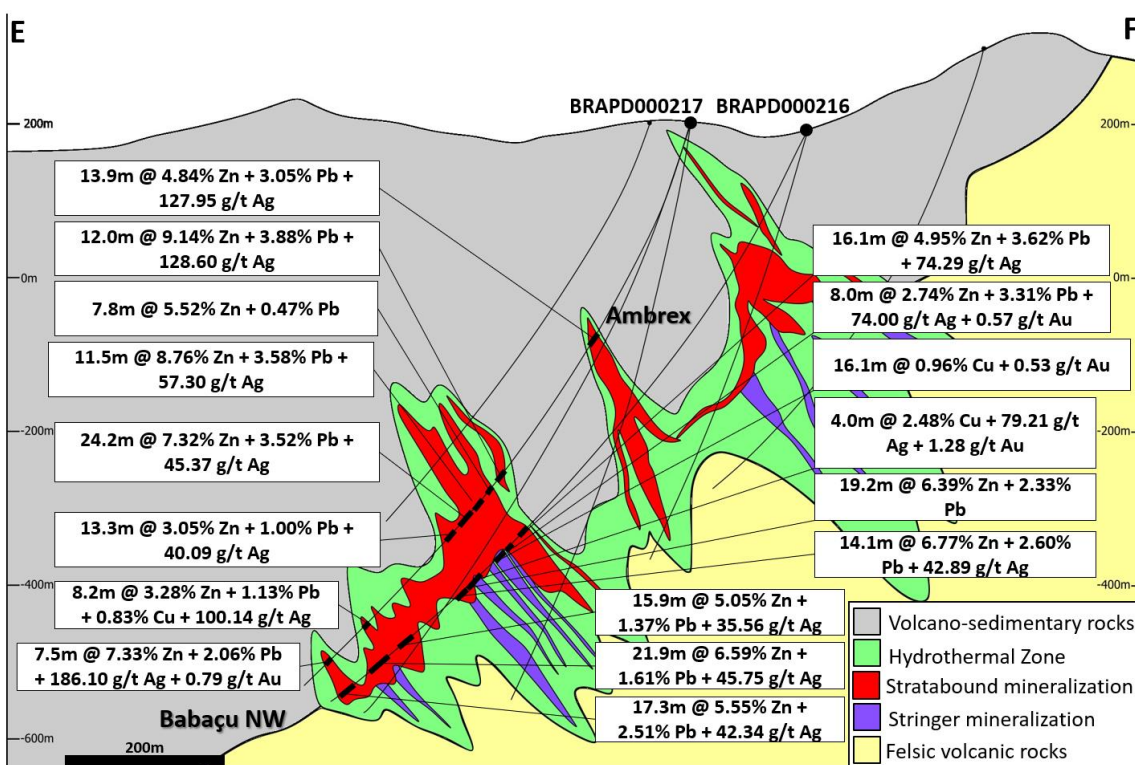 E
F
BRAPD000217
BRAPD000216
200m
200m
13.9m @ 4.84% Zn + 3.05% Pb +
127.95 g/t Ag
12.0m @ 9.14% Zn + 3.88% Pb +
128.60 g/t Ag
7.8m @ 5.52% Zn + 0.47% Pb
11.5m @ 8.76% Zn + 3.58% Pb +
57.30 g/t Ag
24.2m @ 7.32% Zn + 3.52% Pb +
45.37 g/t Ag
13.3m @ 3.05% Zn + 1.00% Pb +
40.09 g/t Ag
8.2m @ 3.28% Zn + 1.13% Pb
+ 0.83% Cu + 100.14 g/t Ag
7.5m @ 7.33% Zn + 2.06% Pb
+ 186.10 g/t Ag + 0.79 g/t Au
0m
0m
-200m
-200m
-400m
-400m
-600m
Ambrex
Babaçu NW
200m
16.1m @ 4.95% Zn + 3.62% Pb
+ 74.29 g/t Ag
8.0m @ 2.74% Zn + 3.31% Pb +
74.00 g/t Ag + 0.57 g/t Au
16.1m @ 0.96% Cu + 0.53 g/t Au
4.0m @ 2.48% Cu + 79.21 g/t
Ag + 1.28 g/t Au
19.2m @ 6.39% Zn + 2.33%
Pb
14.1m @ 6.77% Zn + 2.60%
Pb + 42.89 g/t Ag
15.9m @ 5.05% Zn +
1.37% Pb + 35.56 g/t Ag
21.9m @ 6.59% Zn +
1.61% Pb + 45.75 g/t Ag
17.3m @ 5.55% Zn +
2.51% Pb + 42.34 g/t Ag
Volcano-sedimentary rocks
Hydrothermal Zone
Stratabound mineralization
Stringer mineralization
Felsic volcanic rocks